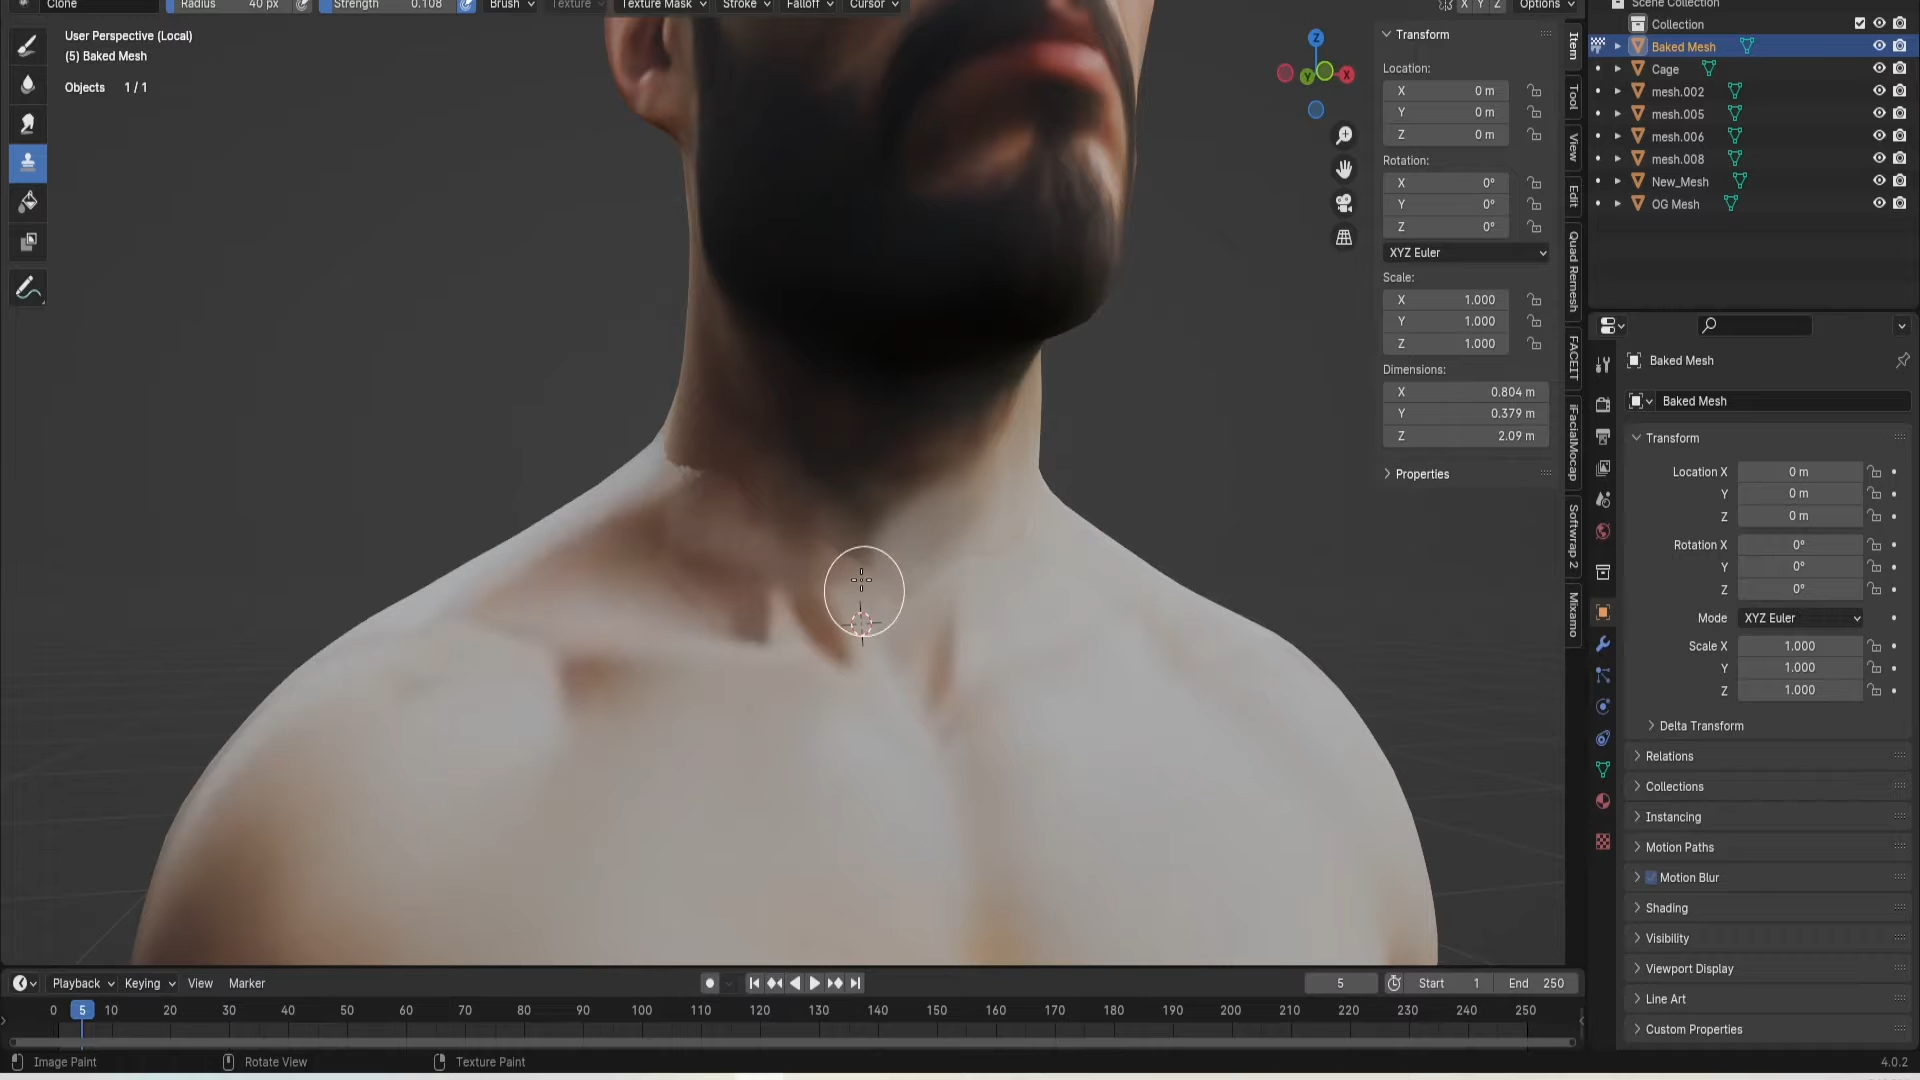 Clone
Radius 40 px
Strength 0.108
Brush
Texture
Texture Mask
Stroke
Falloff
Cursor
X Y Z
Options
User Perspective (Local)
(5) Baked Mesh
Objects 1 / 1
Z
Y
X
Transform
Location:
X 0 m
Y 0 m
Z 0 m
Rotation:
X 0°
Y 0°
Z 0°
XYZ Euler
Scale:
X 1.000
Y 1.000
Z 1.000
Dimensions:
X 0.804 m
Y 0.379 m
Z 2.09 m
Properties
Item
Tool
View
Edit
Quad Remesh
FACEIT
iFacialMocap
Softwrap 2
Mixamo
Scene Collection
Collection
Baked Mesh
Cage
mesh.002
mesh.005
mesh.006
mesh.008
New_Mesh
OG Mesh
Baked Mesh
Baked Mesh
Transform
Location X 0 m
Y 0 m
Z 0 m
Rotation X 0°
Y 0°
Z 0°
Mode XYZ Euler
Scale X 1.000
Y 1.000
Z 1.000
Delta Transform
Relations
Collections
Instancing
Motion Paths
Motion Blur
Shading
Visibility
Viewport Display
Line Art
Custom Properties
Playback
Keying
View
Marker
5
Start 1
End 250
0 5 10 20 30 40 50 60 70 80 90 100 110 120 130 140 150 160 170 180 190 200 210 220 230 240 250
Image Paint
Rotate View
Texture Paint
4.0.2